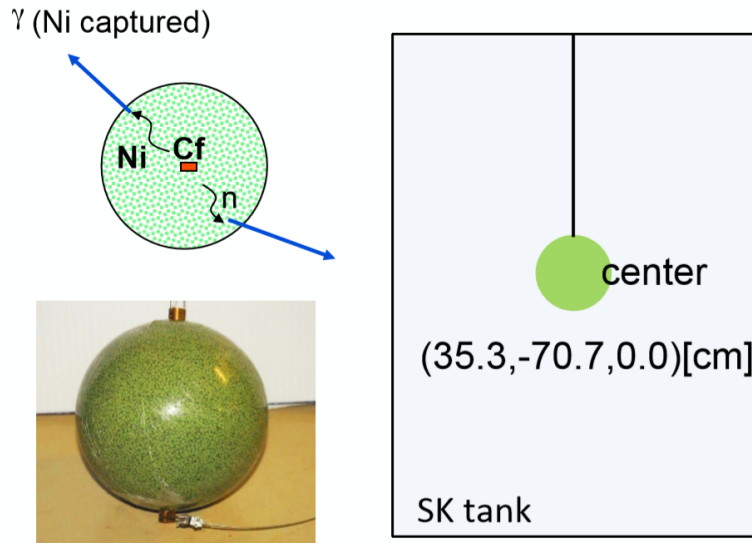 γ (Ni captured)
Ni
Cf
n
center
(35.3,-70.7,0.0)[cm]
SK tank